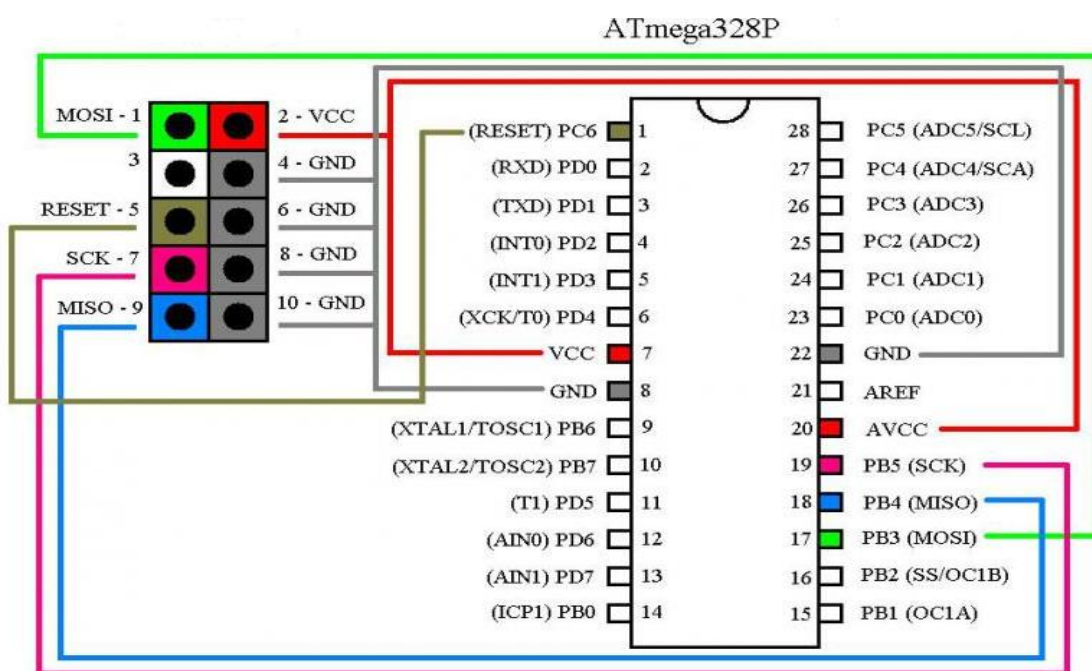 ATmega328P
MOSI - 1
2 - VCC
3
4 - GND
RESET - 5
6 - GND
SCK - 7
8 - GND
MISO - 9
10 - GND
(RESET) PC6 1
(RXD) PD0 2
(TXD) PD1 3
(INT0) PD2 4
(INT1) PD3 5
(XCK/T0) PD4 6
VCC 7
GND 8
(XTAL1/TOSC1) PB6 9
(XTAL2/TOSC2) PB7 10
(T1) PD5 11
(AIN0) PD6 12
(AIN1) PD7 13
(ICP1) PB0 14
28 PC5 (ADC5/SCL)
27 PC4 (ADC4/SCA)
26 PC3 (ADC3)
25 PC2 (ADC2)
24 PC1 (ADC1)
23 PC0 (ADC0)
22 GND
21 AREF
20 AVCC
19 PB5 (SCK)
18 PB4 (MISO)
17 PB3 (MOSI)
16 PB2 (SS/OC1B)
15 PB1 (OC1A)